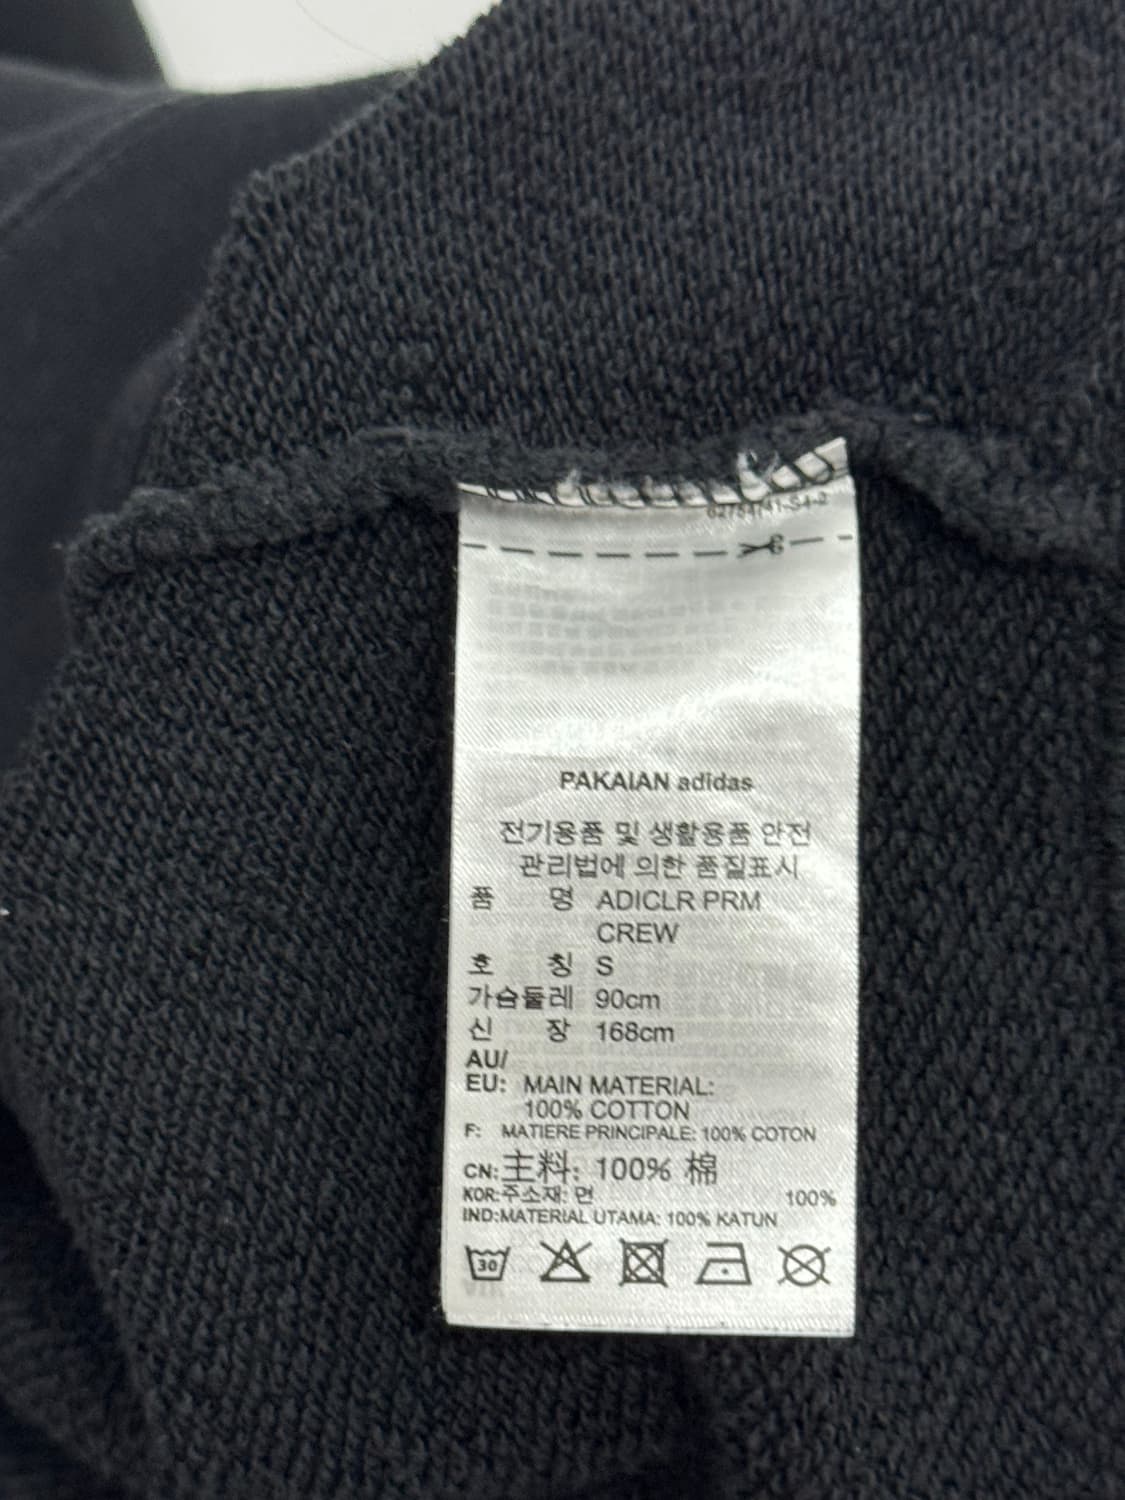 PAKAIAN adidas
전기용품 및 생활용품 안전
관리법에 의한 품질표시
품 명 ADICLR PRM
CREW
호 칭 S
가슴둘레 90cm
신 장 168cm
AU/
EU: MAIN MATERIAL:
100% COTTON
F: MATIERE PRINCIPALE: 100% COTON
CN: 主料: 100% 棉
KOR:주소재: 면 100%
IND:MATERIAL UTAMA: 100% KATUN
30